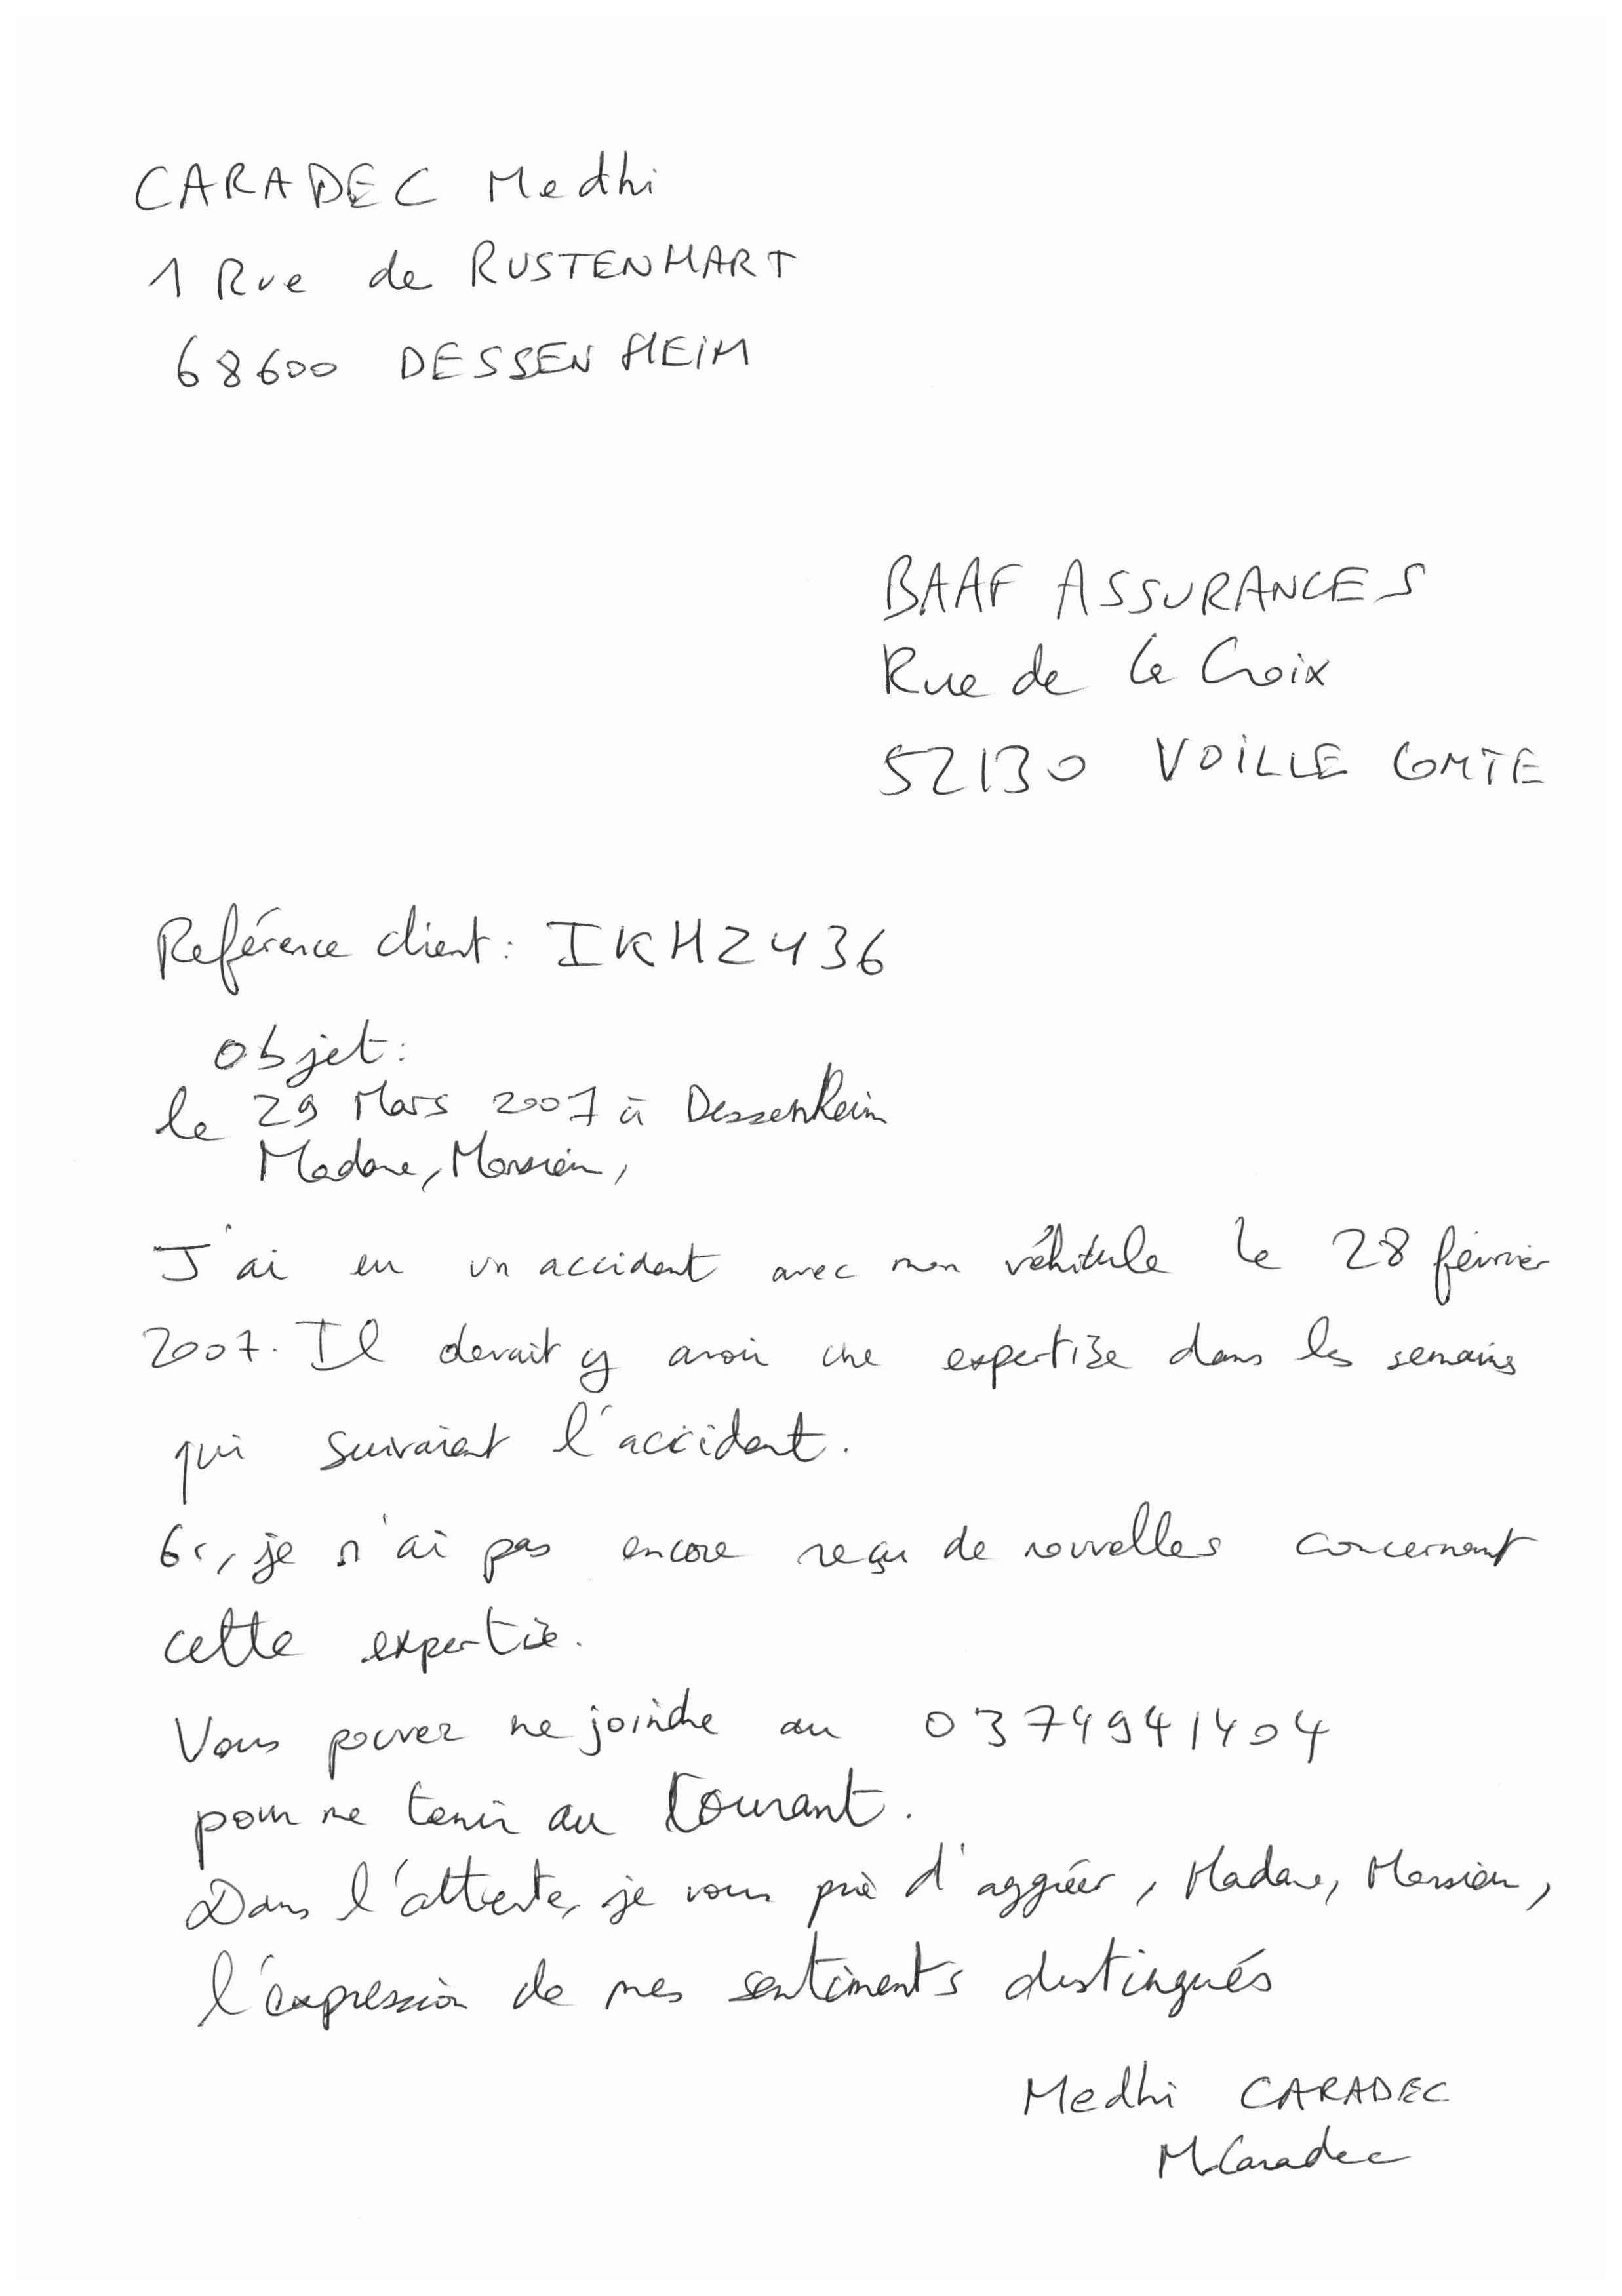 CARADEC Medhi
1 Rue de RUSTENHART
68600 DESSENHEIM
BAAF ASSURANCES
Rue de la Croix
52130 VOILLE COMTE
Reférence client : IKHZ436
Objet :
le 29 Mars 2007 à Dessenheim
Madame, Monsieur,
J'ai eu un accident avec mon véhicule le 28 février
2007. Il devait y avoir une expertise dans les semaines
qui suivaient l'accident.
Or, je n'ai pas encore reçu de nouvelles concernant
cette expertise.
Vous pouvez me joindre au 0379941404
pour me tenir au courant.
Dans l'attente, je vous prie d'aggréer, Madame, Monsieur,
l'expression de mes sentiments distingués
Medhi CARADEC
M.Caradec